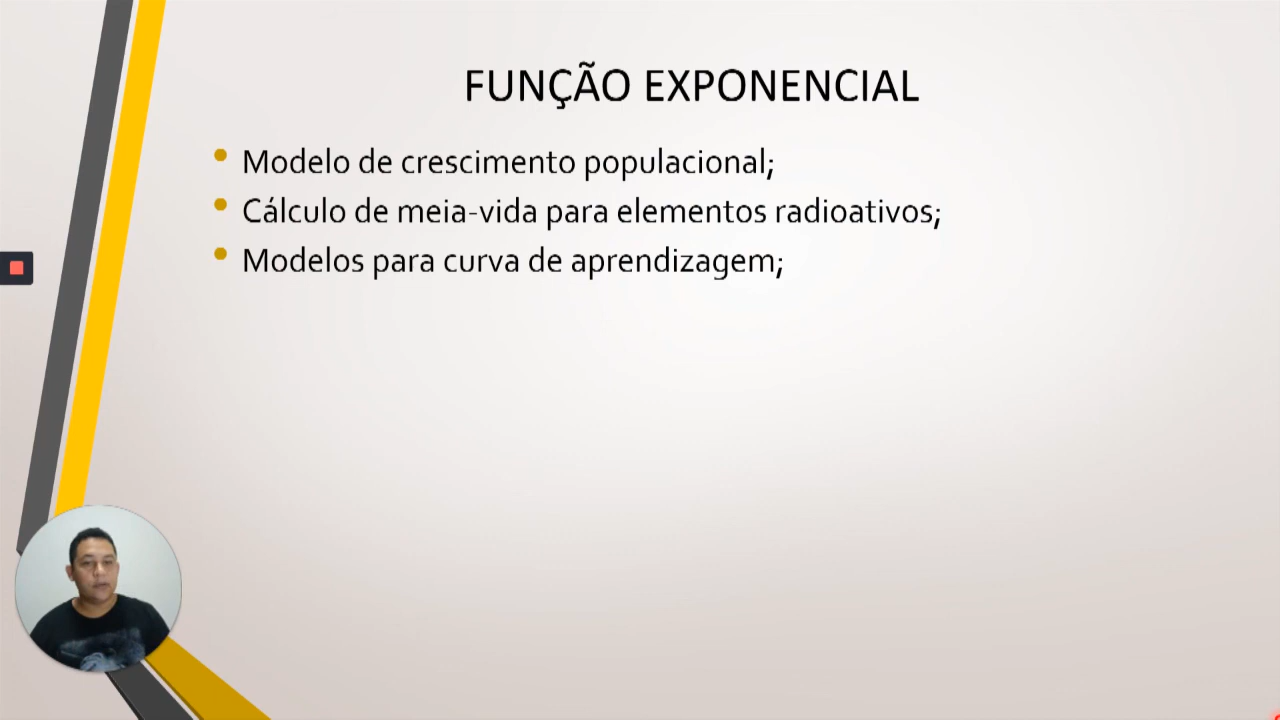 FUNÇÃO EXPONENCIAL
Modelo de crescimento populacional;
Cálculo de meia-vida para elementos radioativos;
Modelos para curva de aprendizagem;